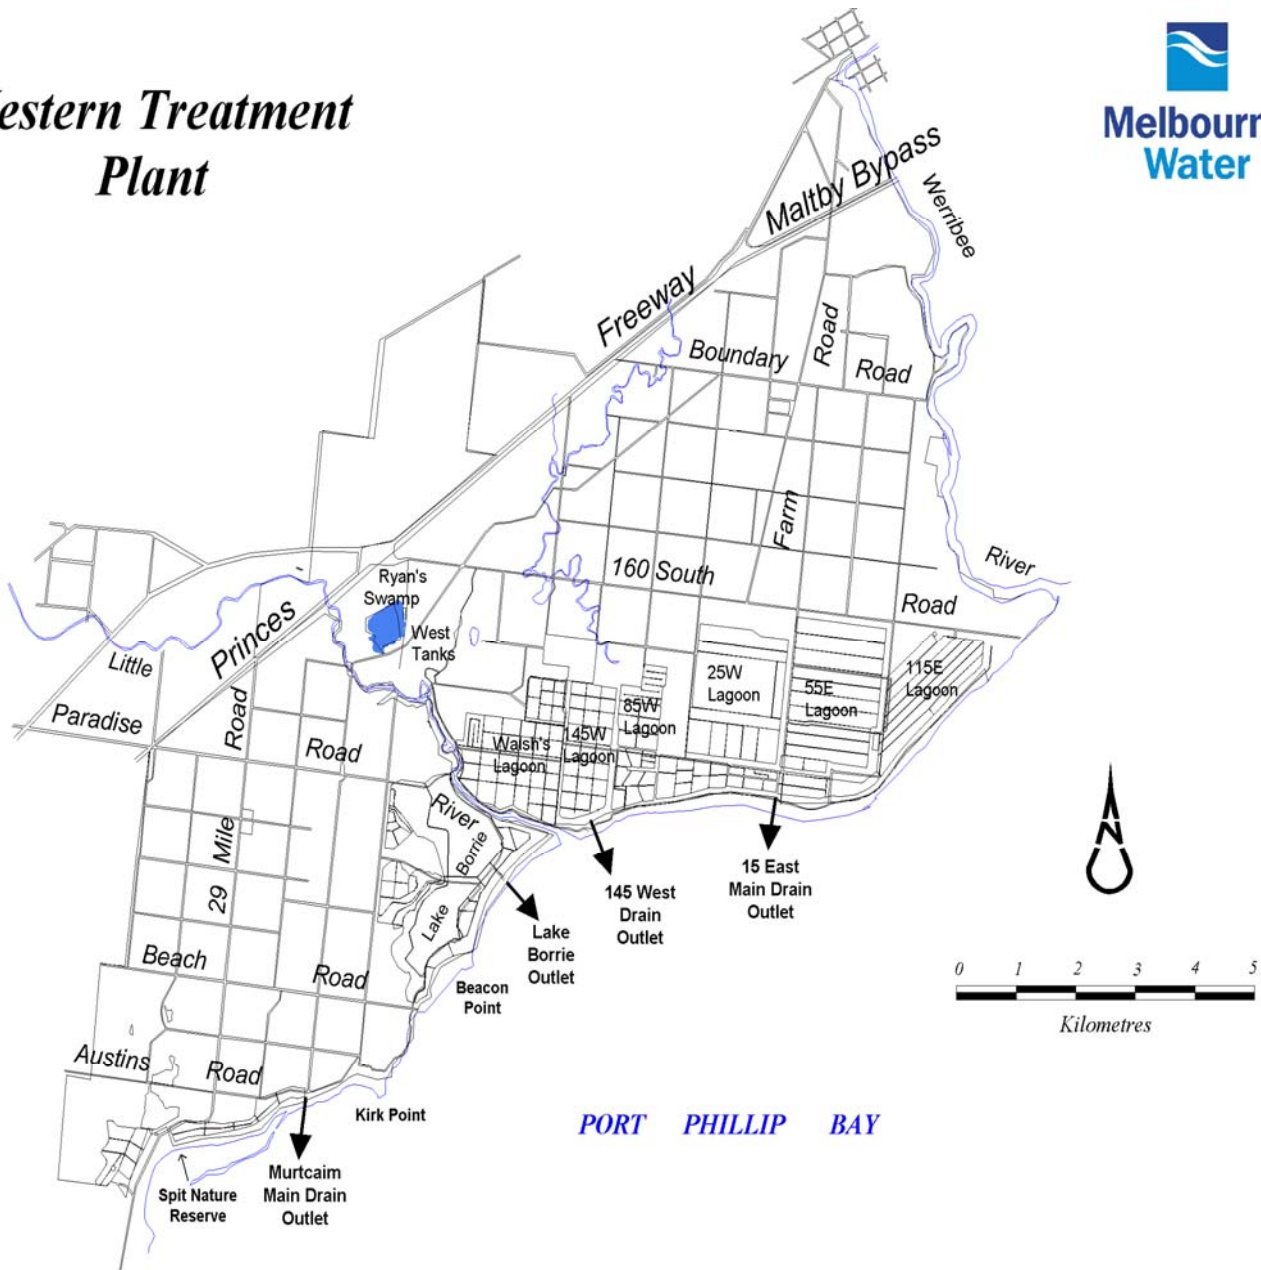 estern Treatment
Plant
Melbourn
Water
Maltby Bypass
Werribee
Freeway
Boundary
Road
Road
Farm
River
160 South
Road
Ryan's
Swamp
West
Tanks
Princes
Little
Paradise
Road
Road
25W
Lagoon
55E
Lagoon
115E
Lagoon
85W
Lagoon
145W
Lagoon
Walsh's
Lagoon
River
29 Mile
Lake Borrie
15 East
Main Drain
Outlet
145 West
Drain
Outlet
Lake
Borrie
Outlet
Beach
Road
Beacon
Point
Austins
Road
Kirk Point
PORT PHILLIP BAY
Murtcaim
Main Drain
Outlet
Spit Nature
Reserve
N
0 1 2 3 4 5
Kilometres